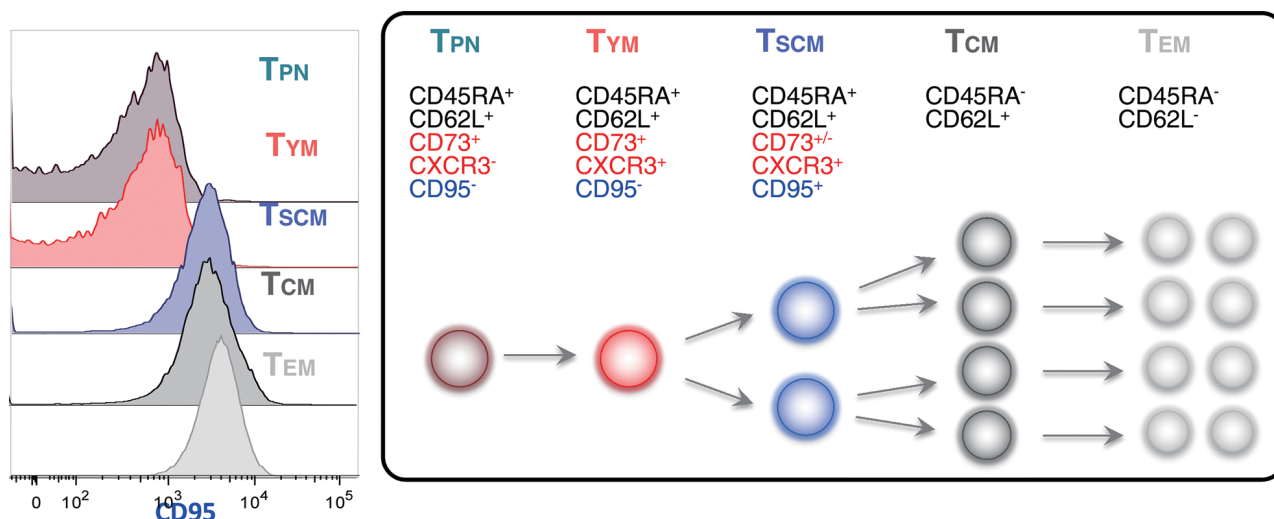 TPN
TYM
TSCM
TCM
TEM
0 10² 10³ 10⁴ 10⁵
CD95
TPN TYM TSCM TCM TEM
CD45RA⁺ CD45RA⁺ CD45RA⁺ CD45RA⁻ CD45RA⁻
CD62L⁺ CD62L⁺ CD62L⁺ CD62L⁺ CD62L⁻
CD73⁺ CD73⁺ CD73⁺/⁻
CXCR3⁻ CXCR3⁺ CXCR3⁺
CD95⁻ CD95⁻ CD95⁺